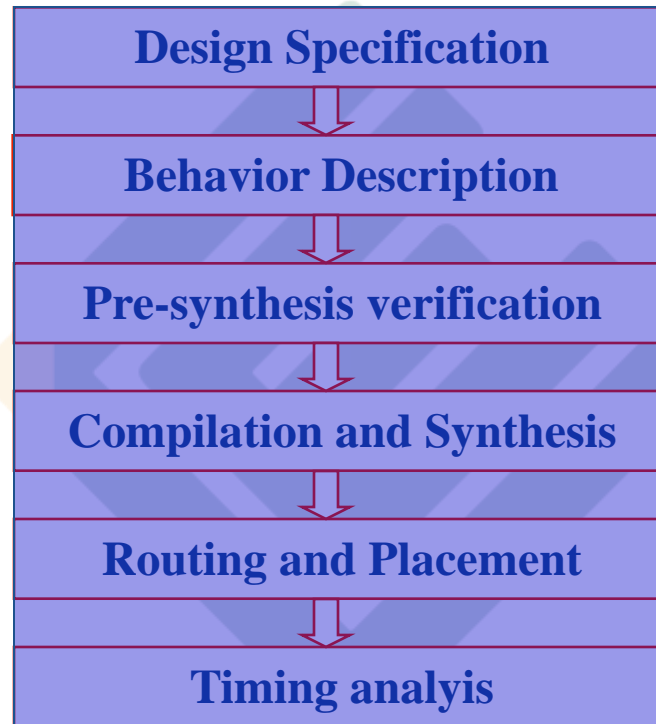 Design Specification
Behavior Description
Pre-synthesis verification
Compilation and Synthesis
Routing and Placement
Timing analyis